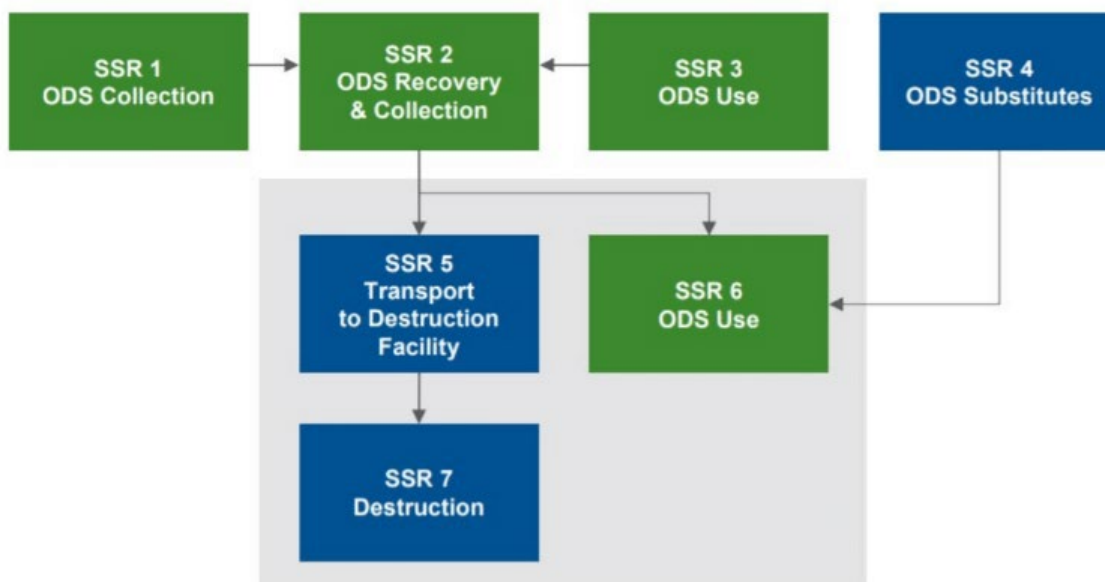 SSR 1
ODS Collection
SSR 2
ODS Recovery
& Collection
SSR 3
ODS Use
SSR 4
ODS Substitutes
SSR 5
Transport
to Destruction
Facility
SSR 6
ODS Use
SSR 7
Destruction